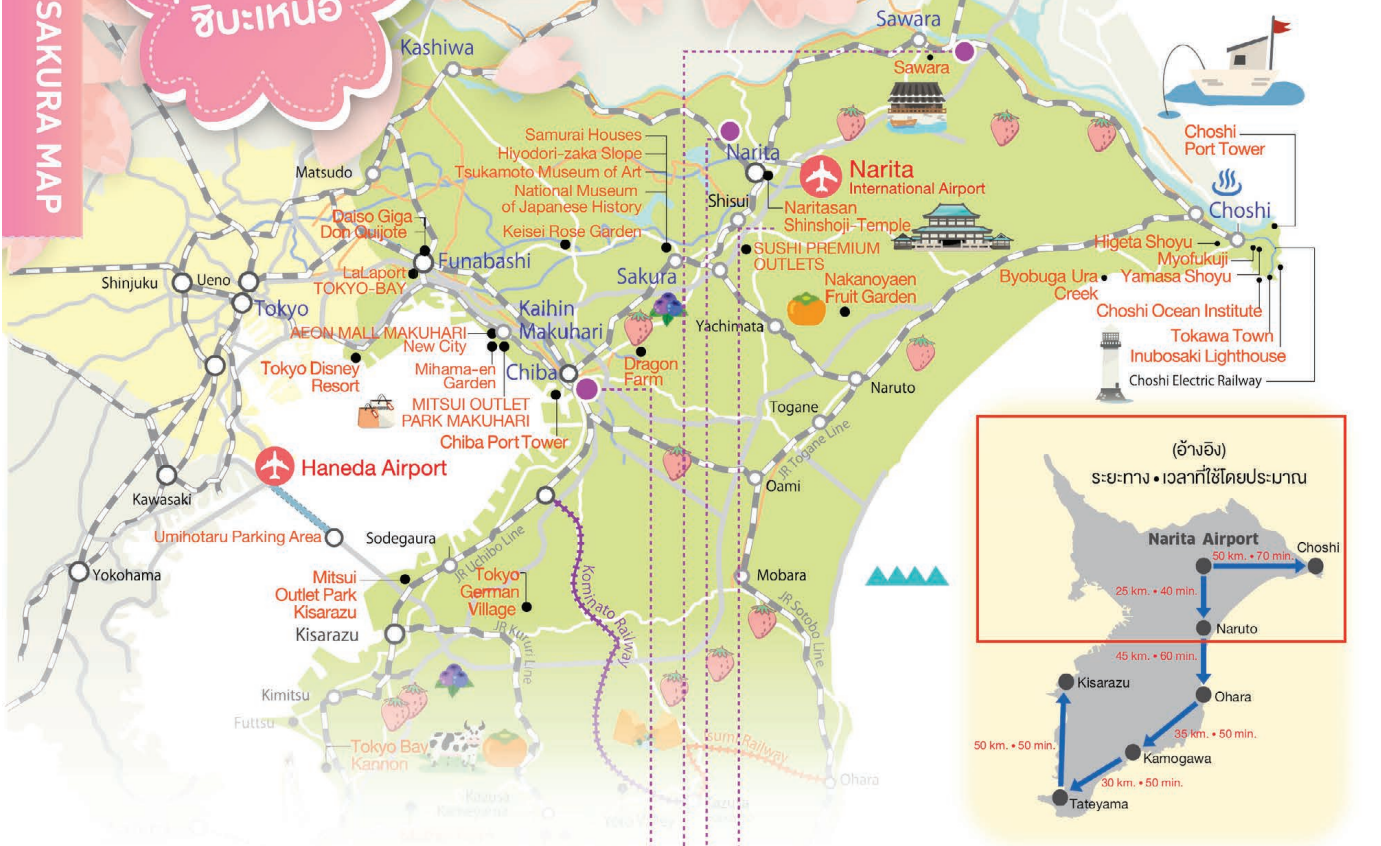 SAKURA MAP
ชิบะเหนือ
Kashiwa
Sawara
Sawara
Matsudo
Samurai Houses
Hiyodori-zaka Slope
Tsukamoto Museum of Art
National Museum
of Japanese History
Keisei Rose Garden
Narita
Narita
International Airport
Shisui
Naritasan
Shinshoji-Temple
Choshi
Port Tower
Choshi
Daiso Giga
Don Quijote
Funabashi
LaLaport
TOKYO-BAY
Shinjuku
Ueno
Tokyo
Sakura
SUSHI PREMIUM
OUTLETS
Nakanoyaen
Fruit Garden
Higeta Shoyu
Myofukuji
Byobuga Ura
Creek
Yamasa Shoyu
Choshi Ocean Institute
Tokawa Town
Inubosaki Lighthouse
Choshi Electric Railway
Kaihin
Makuhari
AEON MALL MAKUHARI
New City
Yachimata
Tokyo Disney
Resort
Mihama-en
Garden
Chiba
Dragon
Farm
MITSUI OUTLET
PARK MAKUHARI
Chiba Port Tower
Naruto
Togane
JR Togane Line
Haneda Airport
Kawasaki
Oami
Umihotaru Parking Area
Sodegaura
JR Uchibo Line
Yokohama
Mitsui
Outlet Park
Kisarazu
Tokyo
German
Village
Kominato Railway
Mobara
JR Sotobo Line
Kisarazu
JR Kururi Line
Kimitsu
Futtsu
Tokyo Bay
Kannon
Isumi Railway
Ohara
Kazusa
(อ้างอิง)
ระยะทาง • เวลาที่ใช้โดยประมาณ
Narita Airport
50 km. • 70 min.
Choshi
25 km. • 40 min.
Naruto
45 km. • 60 min.
Kisarazu
Ohara
35 km. • 50 min.
50 km. • 50 min.
Kamogawa
30 km. • 50 min.
Tateyama